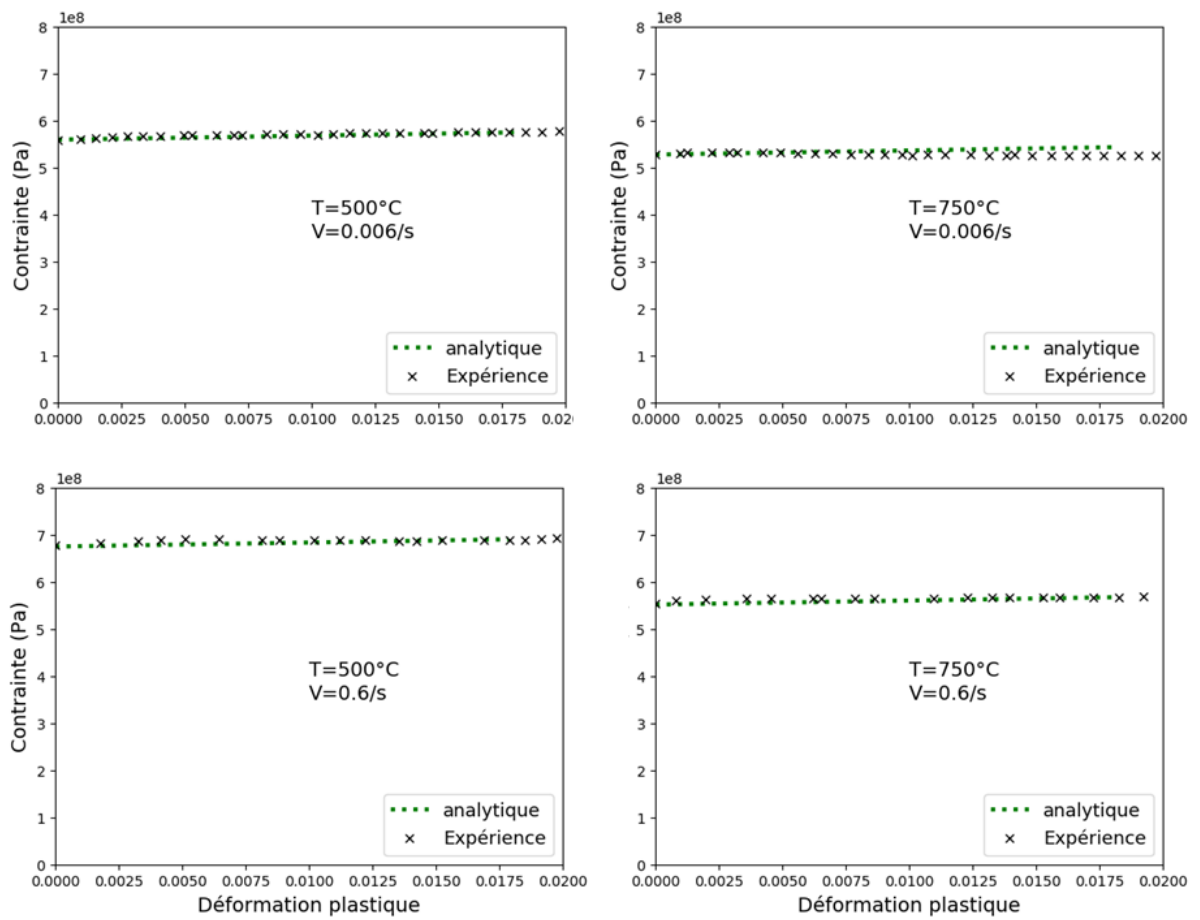 1e8
8
7
6
5
4
3
2
1
0
Contrainte (Pa)
T=500°C
V=0.006/s
analytique
Expérience
0.0000 0.0025 0.0050 0.0075 0.0100 0.0125 0.0150 0.0175 0.020
1e8
8
7
6
5
4
3
2
1
0
Contrainte (Pa)
T=750°C
V=0.006/s
analytique
Expérience
0.0000 0.0025 0.0050 0.0075 0.0100 0.0125 0.0150 0.0175 0.0200
1e8
8
7
6
5
4
3
2
1
0
Contrainte (Pa)
T=500°C
V=0.6/s
analytique
Expérience
0.0000 0.0025 0.0050 0.0075 0.0100 0.0125 0.0150 0.0175 0.0200
Déformation plastique
1e8
8
7
6
5
4
3
2
1
0
T=750°C
V=0.6/s
analytique
Expérience
0.0000 0.0025 0.0050 0.0075 0.0100 0.0125 0.0150 0.0175 0.0200
Déformation plastique